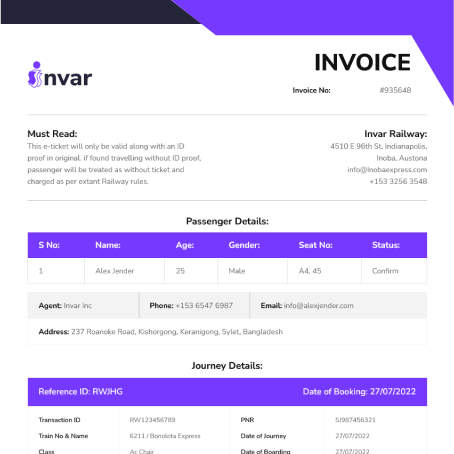 invar
INVOICE
Invoice No: #935648
Must Read:
This e-ticket will only be valid along with an ID
proof in original. if found travelling without ID proof,
passenger will be treated as without ticket and
charged as per extant Railway rules.
Invar Railway:
4510 E 96th St, Indianapolis,
Inoba, Austona
info@Inobaexpress.com
+153 3256 3548
Passenger Details:
S No: Name: Age: Gender: Seat No: Status:
1 Alex Jender 25 Male A4, 45 Confirm
Agent: Invar Inc Phone: +153 6547 6987 Email: info@alexjender.com
Address: 237 Roanoke Road, Kishorgong, Keranigong, Sylet, Bangladesh
Journey Details:
Reference ID: RWJHG Date of Booking: 27/07/2022
Transaction ID RW123456789 PNR SJ987456321
Train No & Name 6211 / Bonolota Express Date of Journey 27/07/2022
Class Ac Chair Date of Boarding 27/07/2022